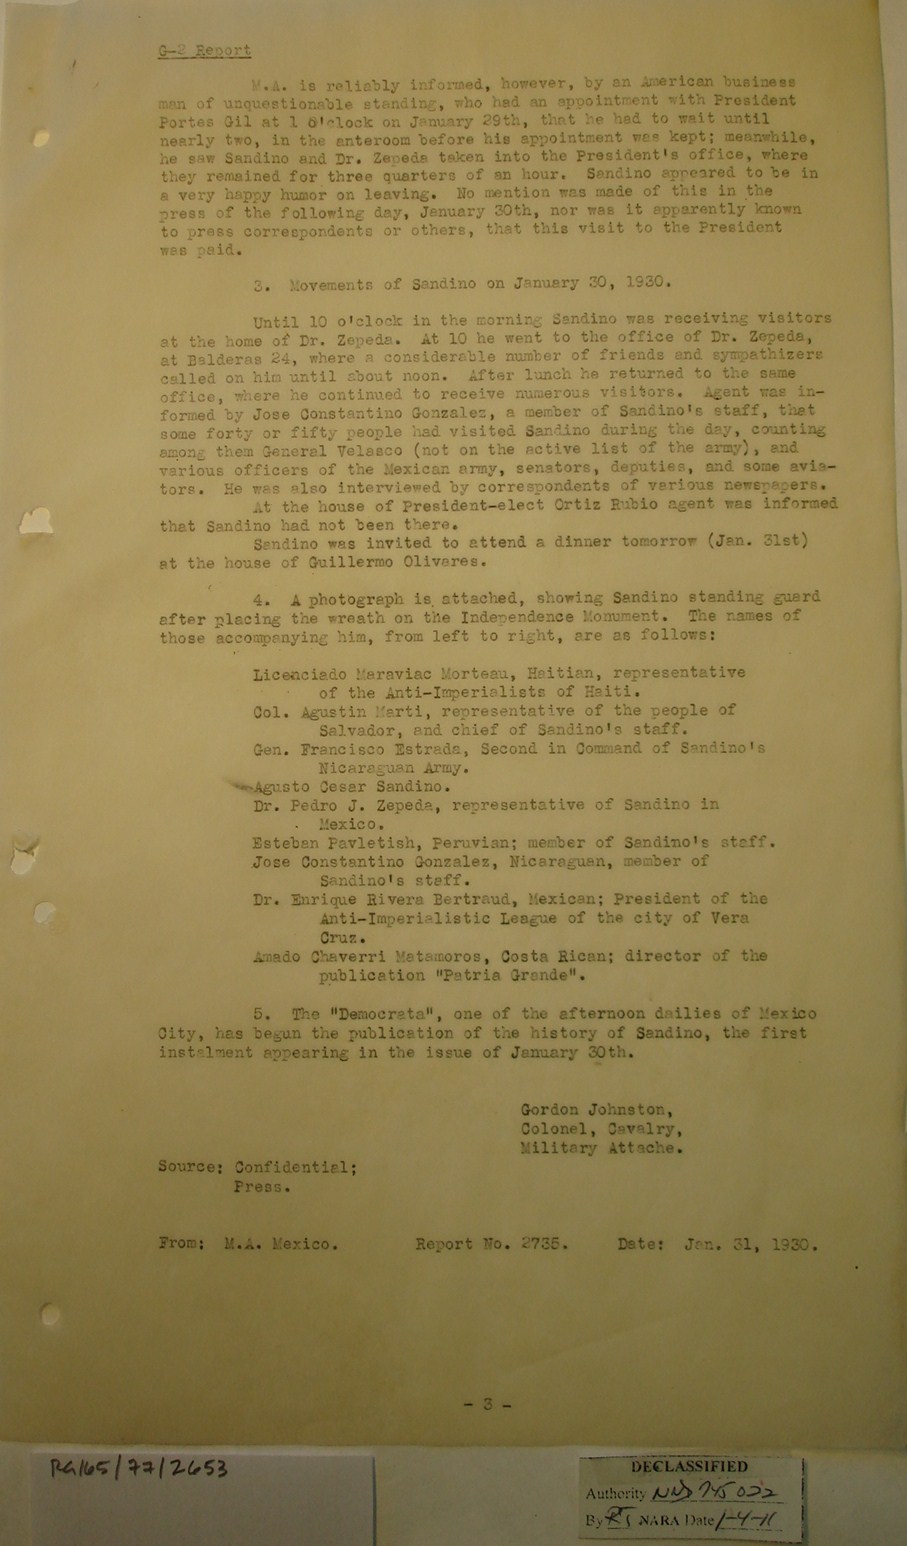 G-2 Report
M.A. is reliably informed, however, by an American business
man of unquestionable standing, who had an appointment with President
Portes Gil at 1 o'clock on January 29th, that he had to wait until
nearly two, in the anteroom before his appointment was kept; meanwhile,
he saw Sandino and Dr. Zepeda taken into the President's office, where
they remained for three quarters of an hour. Sandino appeared to be in
a very happy humor on leaving. No mention was made of this in the
press of the following day, January 30th, nor was it apparently known
to press correspondents or others, that this visit to the President
was paid.
3. Movements of Sandino on January 30, 1930.
Until 10 o'clock in the morning Sandino was receiving visitors
at the home of Dr. Zepeda. At 10 he went to the office of Dr. Zepeda,
at Balderas 24, where a considerable number of friends and sympathizers
called on him until about noon. After lunch he returned to the same
office, where he continued to receive numerous visitors. Agent was in-
formed by Jose Constantino Gonzalez, a member of Sandino's staff, that
some forty or fifty people had visited Sandino during the day, counting
among them General Velasco (not on the active list of the army), and
various officers of the Mexican army, senators, deputies, and some avia-
tors. He was also interviewed by correspondents of various newspapers.
At the house of President-elect Ortiz Rubio agent was informed
that Sandino had not been there.
Sandino was invited to attend a dinner tomorrow (Jan. 31st)
at the house of Guillermo Olivares.
4. A photograph is attached, showing Sandino standing guard
after placing the wreath on the Independence Monument. The names of
those accompanying him, from left to right, are as follows:
Licenciado Maraviac Morteau, Haitian, representative
of the Anti-Imperialists of Haiti.
Col. Agustin Marti, representative of the people of
Salvador, and chief of Sandino's staff.
Gen. Francisco Estrada, Second in Command of Sandino's
Nicaraguan Army.
Agusto Cesar Sandino.
Dr. Pedro J. Zepeda, representative of Sandino in
Mexico.
Esteban Pavletish, Peruvian; member of Sandino's staff.
Jose Constantino Gonzalez, Nicaraguan, member of
Sandino's staff.
Dr. Enrique Rivera Bertraud, Mexican; President of the
Anti-Imperialistic League of the city of Vera
Cruz.
Amado Chaverri Matamoros, Costa Rican; director of the
publication "Patria Grande".
5. The "Democrata", one of the afternoon dailies of Mexico
City, has begun the publication of the history of Sandino, the first
instalment appearing in the issue of January 30th.
Gordon Johnston,
Colonel, Cavalry,
Military Attache.
Source: Confidential;
Press.
From: M.A. Mexico. Report No. 2735. Date: Jan. 31, 1930.
- 3 -
RG165/77/2653
DECLASSIFIED
Authority NND 745022
By RT NARA Date 1-4-11